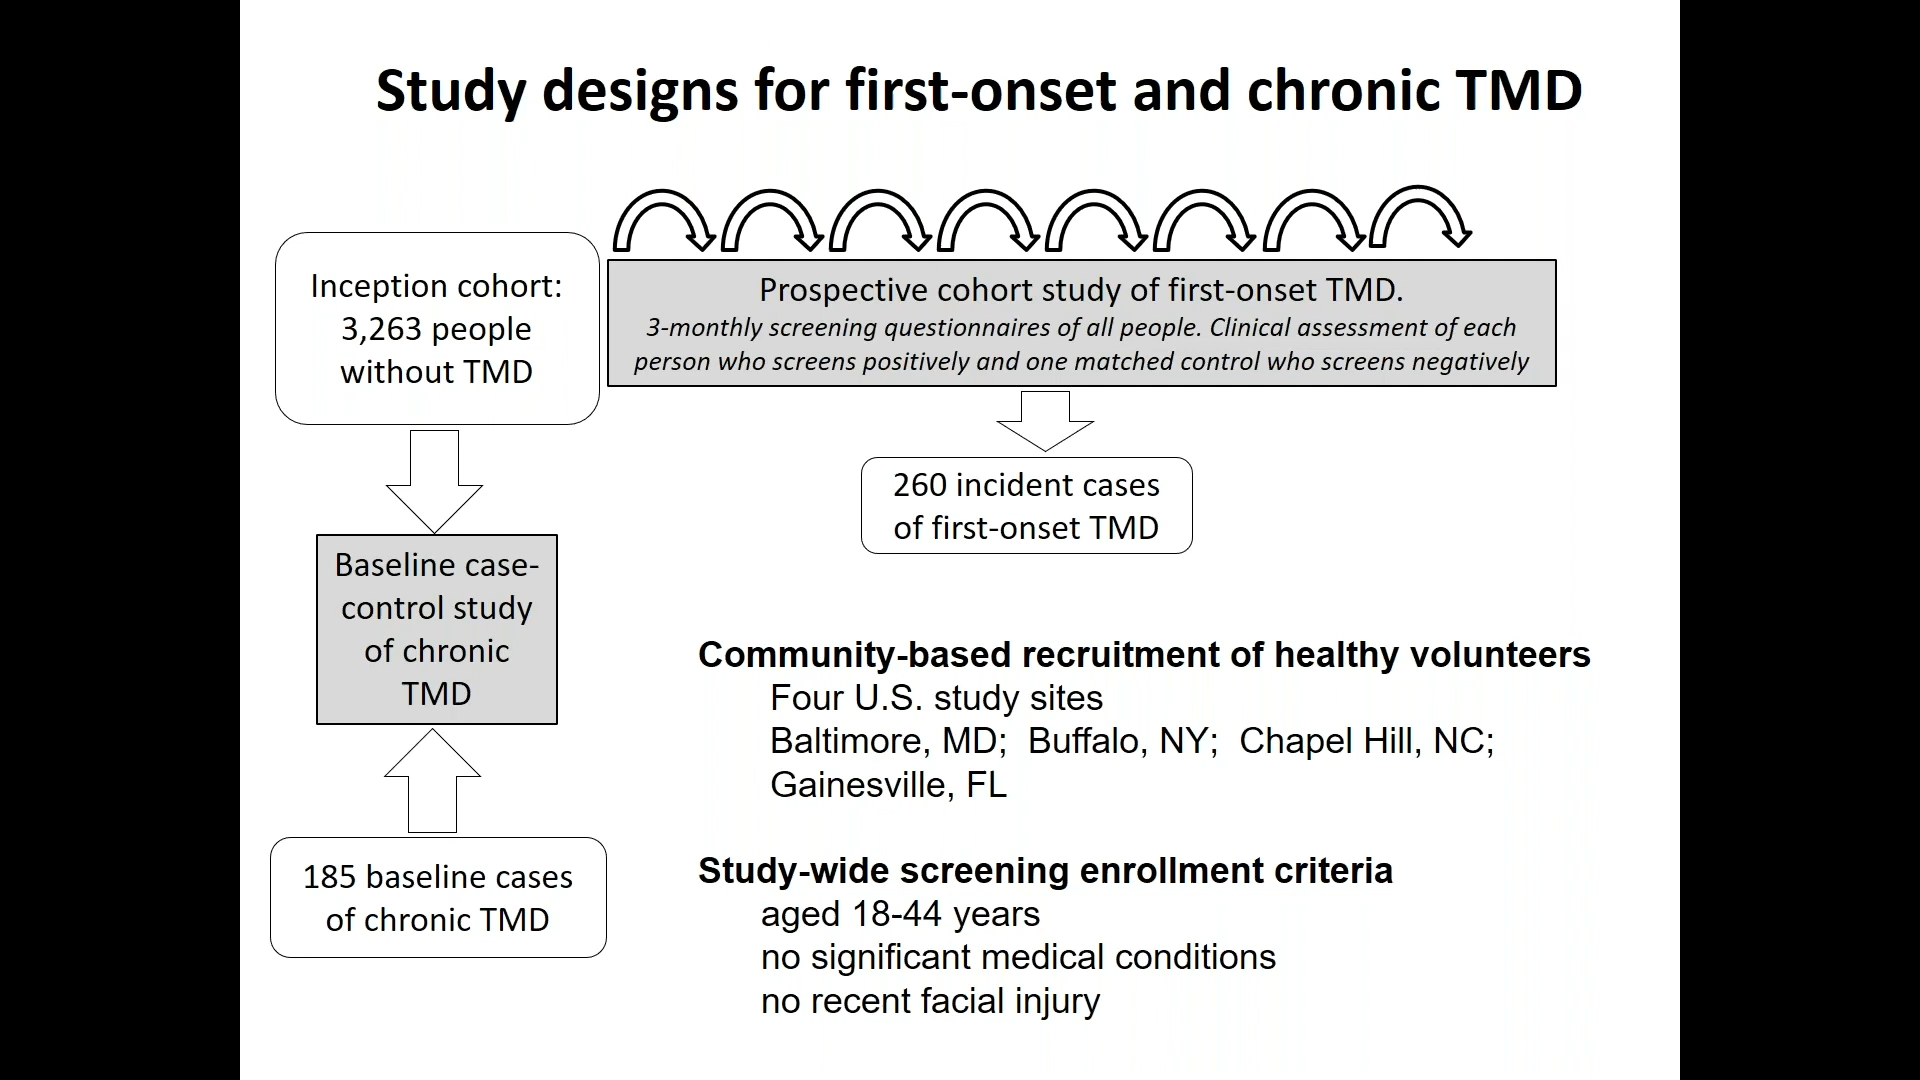 Study designs for first-onset and chronic TMD
Inception cohort:
3,263 people
without TMD
Prospective cohort study of first-onset TMD.
3-monthly screening questionnaires of all people. Clinical assessment of each
person who screens positively and one matched control who screens negatively
260 incident cases
of first-onset TMD
Baseline case-
control study
of chronic
TMD
185 baseline cases
of chronic TMD
Community-based recruitment of healthy volunteers
Four U.S. study sites
Baltimore, MD;  Buffalo, NY;  Chapel Hill, NC;
Gainesville, FL
Study-wide screening enrollment criteria
aged 18-44 years
no significant medical conditions
no recent facial injury